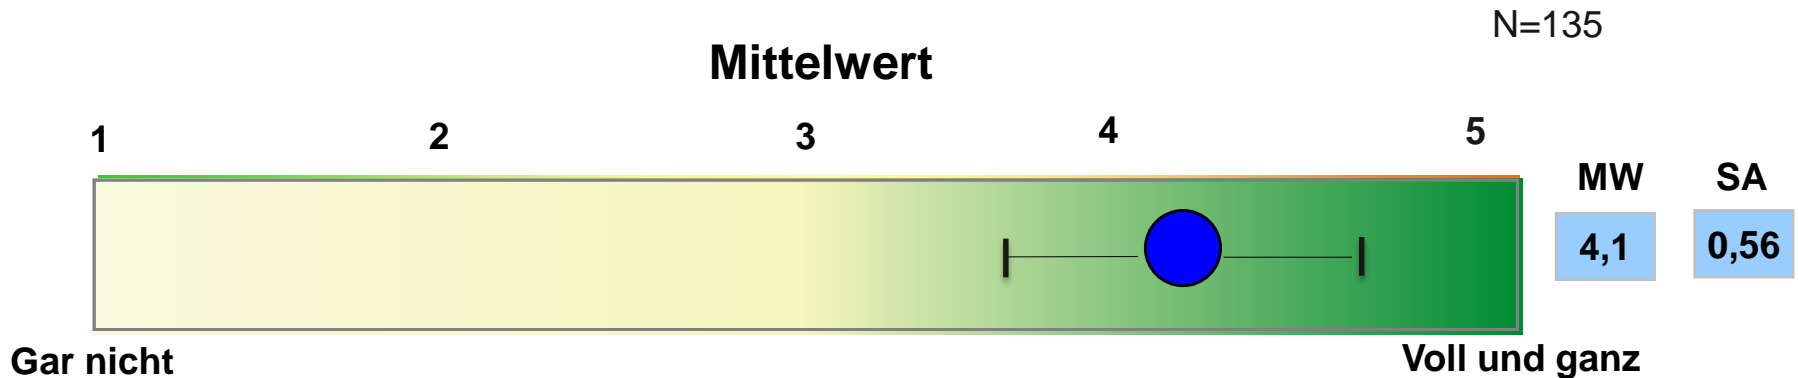 N=135
Mittelwert
1 2 3 4 5
MW SA
4,1 0,56
Gar nicht Voll und ganz